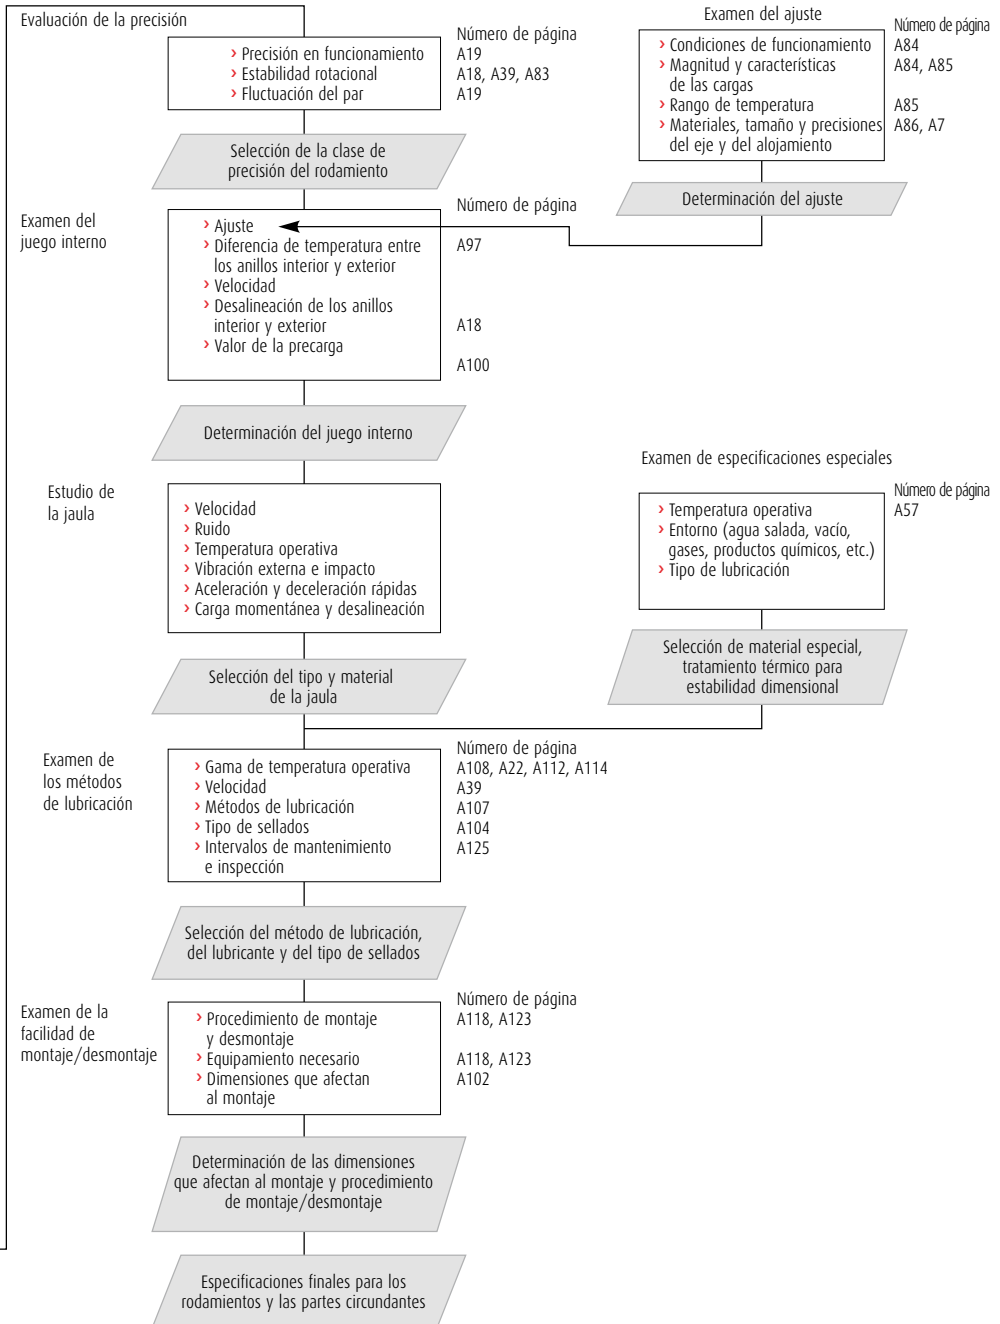 Evaluación de la precisión
Número de página
› Precisión en funcionamiento A19
› Estabilidad rotacional A18, A39, A83
› Fluctuación del par A19
Examen del ajuste
Número de página
› Condiciones de funcionamiento A84
› Magnitud y características A84, A85
de las cargas
› Rango de temperatura A85
› Materiales, tamaño y precisiones A86, A7
del eje y del alojamiento
Selección de la clase de
precisión del rodamiento
Determinación del ajuste
Examen del
juego interno
Número de página
› Ajuste
› Diferencia de temperatura entre A97
los anillos interior y exterior
› Velocidad
› Desalineación de los anillos
interior y exterior A18
› Valor de la precarga
A100
Determinación del juego interno
Estudio de
la jaula
› Velocidad
› Ruido
› Temperatura operativa
› Vibración externa e impacto
› Aceleración y deceleración rápidas
› Carga momentánea y desalineación
Examen de especificaciones especiales
Número de página
› Temperatura operativa A57
› Entorno (agua salada, vacío,
gases, productos químicos, etc.)
› Tipo de lubricación
Selección del tipo y material
de la jaula
Selección de material especial,
tratamiento térmico para
estabilidad dimensional
Examen de
los métodos
de lubricación
Número de página
› Gama de temperatura operativa A108, A22, A112, A114
› Velocidad A39
› Métodos de lubricación A107
› Tipo de sellados A104
› Intervalos de mantenimiento A125
e inspección
Selección del método de lubricación,
del lubricante y del tipo de sellados
Examen de la
facilidad de
montaje/desmontaje
Número de página
› Procedimiento de montaje A118, A123
y desmontaje
› Equipamiento necesario A118, A123
› Dimensiones que afectan A102
al montaje
Determinación de las dimensiones
que afectan al montaje y procedimiento
de montaje/desmontaje
Especificaciones finales para los
rodamientos y las partes circundantes